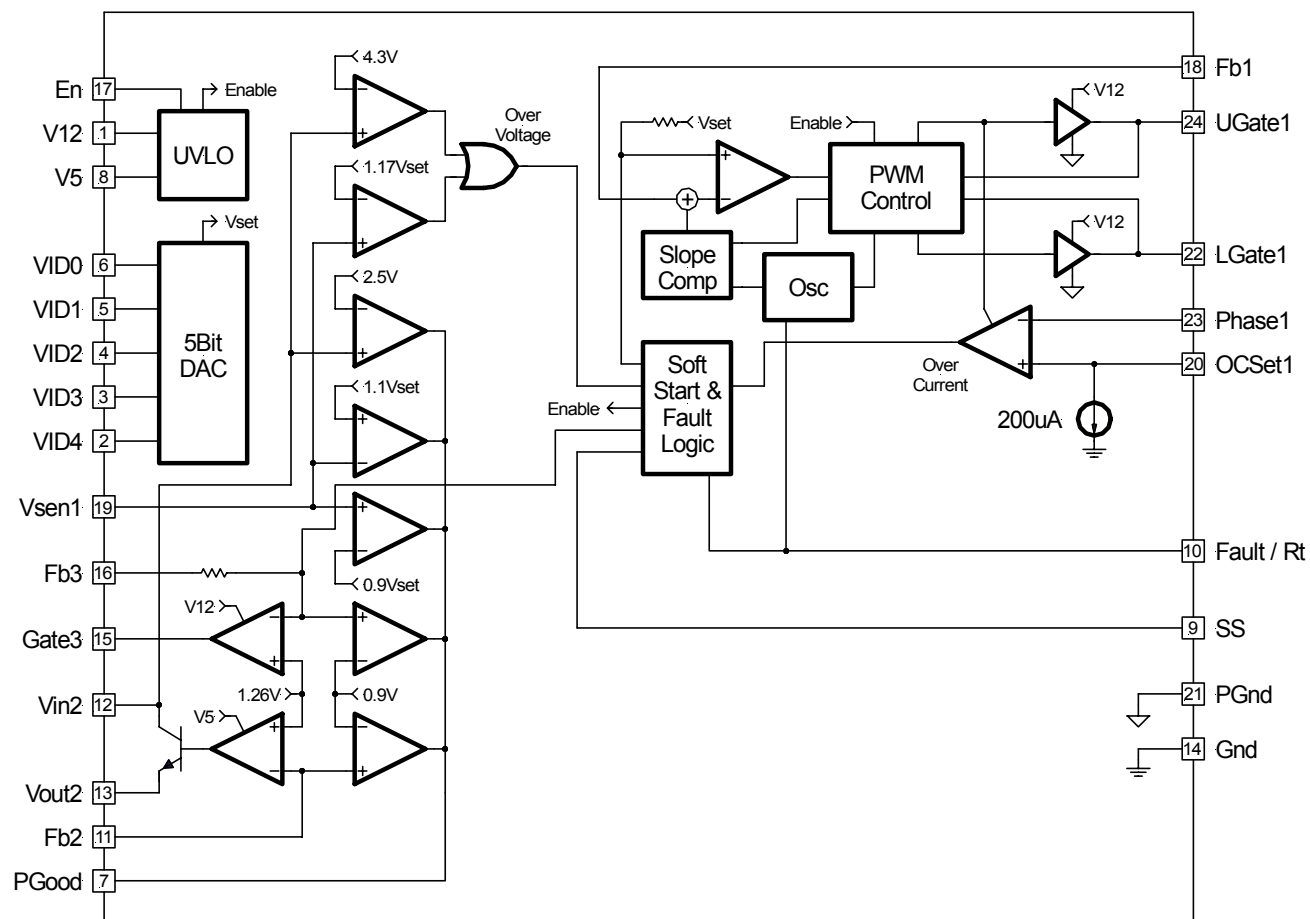 En 17
V12 1
V5 8
Enable
UVLO
Vset
VID0 6
VID1 5
VID2 4
VID3 3
VID4 2
5Bit
DAC
Vsen1 19
Fb3 16
Gate3 15
Vin2 12
Vout2 13
Fb2 11
PGood 7
V12
1.26V
V5
4.3V
- +
1.17Vset
- +
2.5V
- +
1.1Vset
+ -
+ -
0.9Vset
- + + -
0.9V
+ - - +
Over
Voltage
Vset
Enable
+ -
+
PWM
Control
Slope
Comp
Osc
V12
V12
Soft
Start &
Fault
Logic
Enable
Over
Current
- +
200uA
18 Fb1
24 UGate1
22 LGate1
23 Phase1
20 OCSet1
10 Fault / Rt
9 SS
21 PGnd
14 Gnd